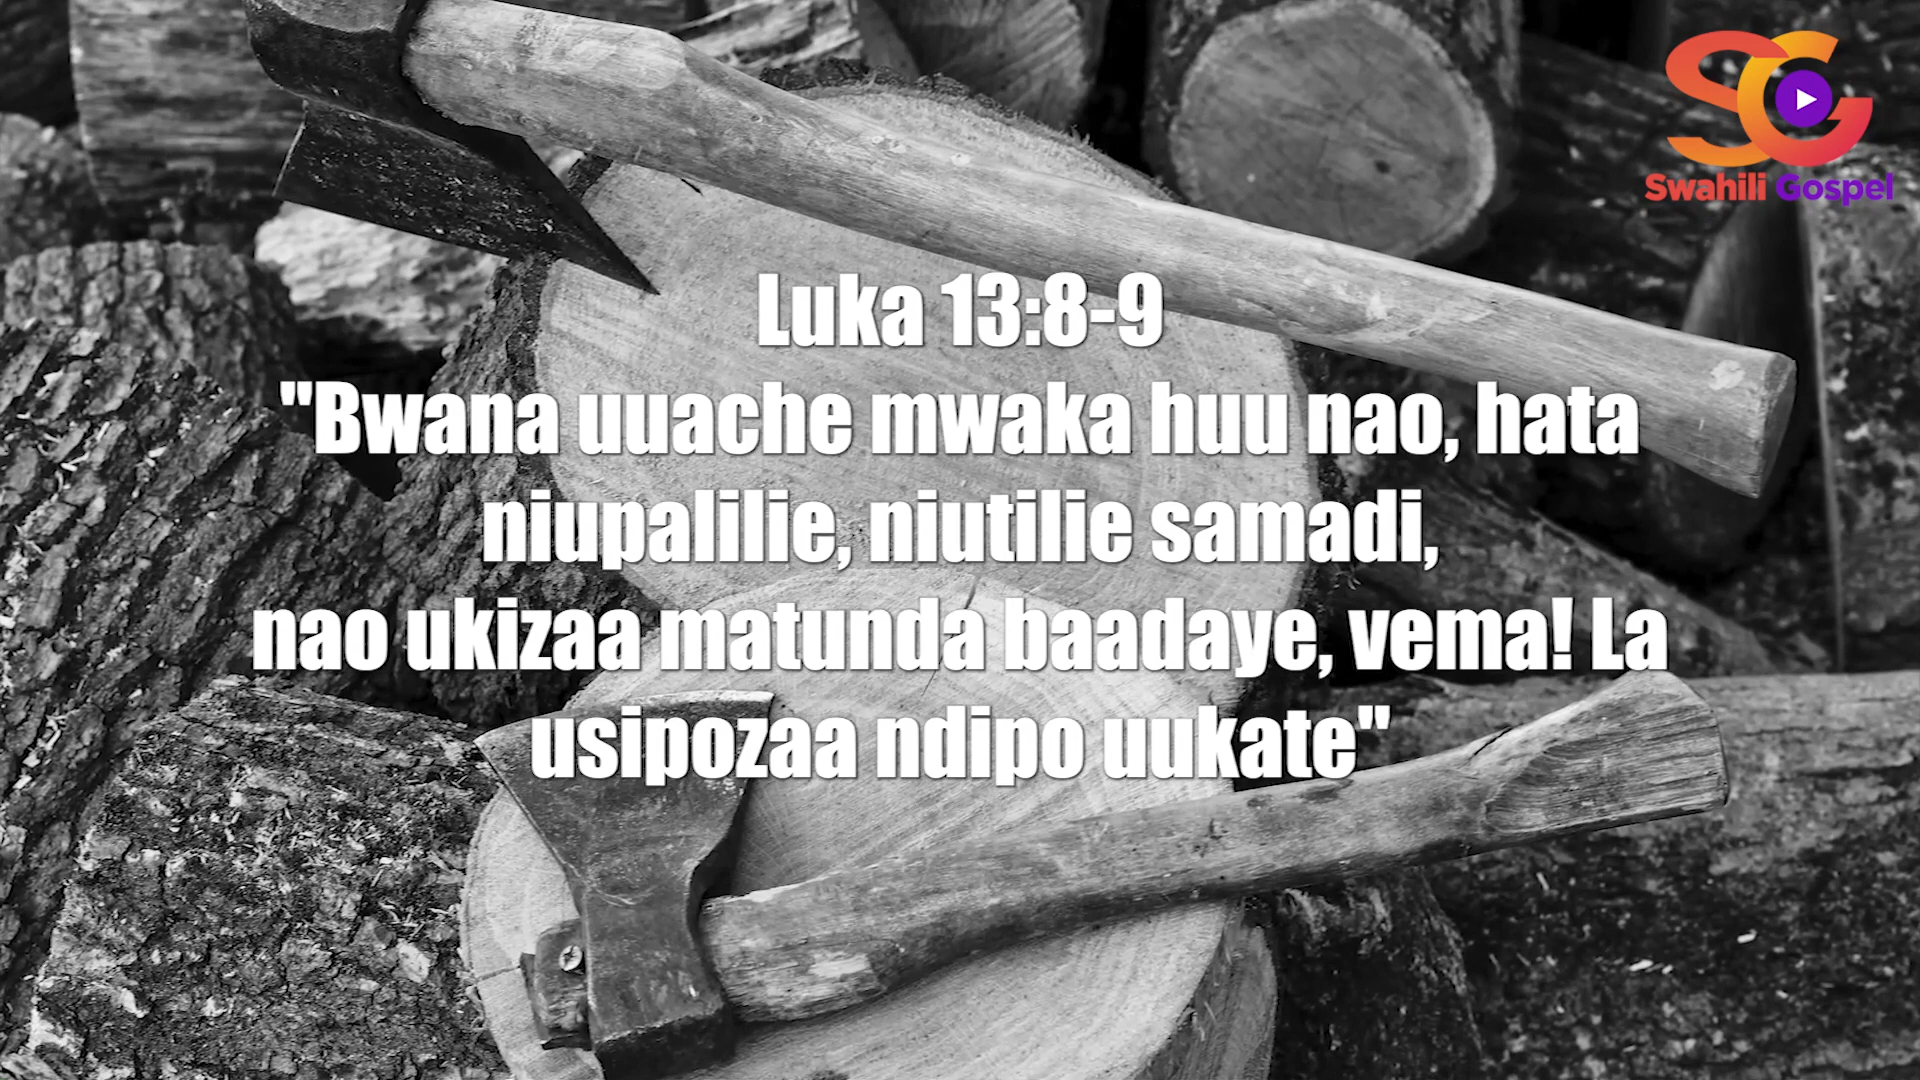 SG
Swahili Gospel
Luka 13:8-9
"Bwana uuache mwaka huu nao, hata
niupalilie, niutilie samadi,
nao ukizaa matunda baadaye, vema! La
usipozaa ndipo uukate"